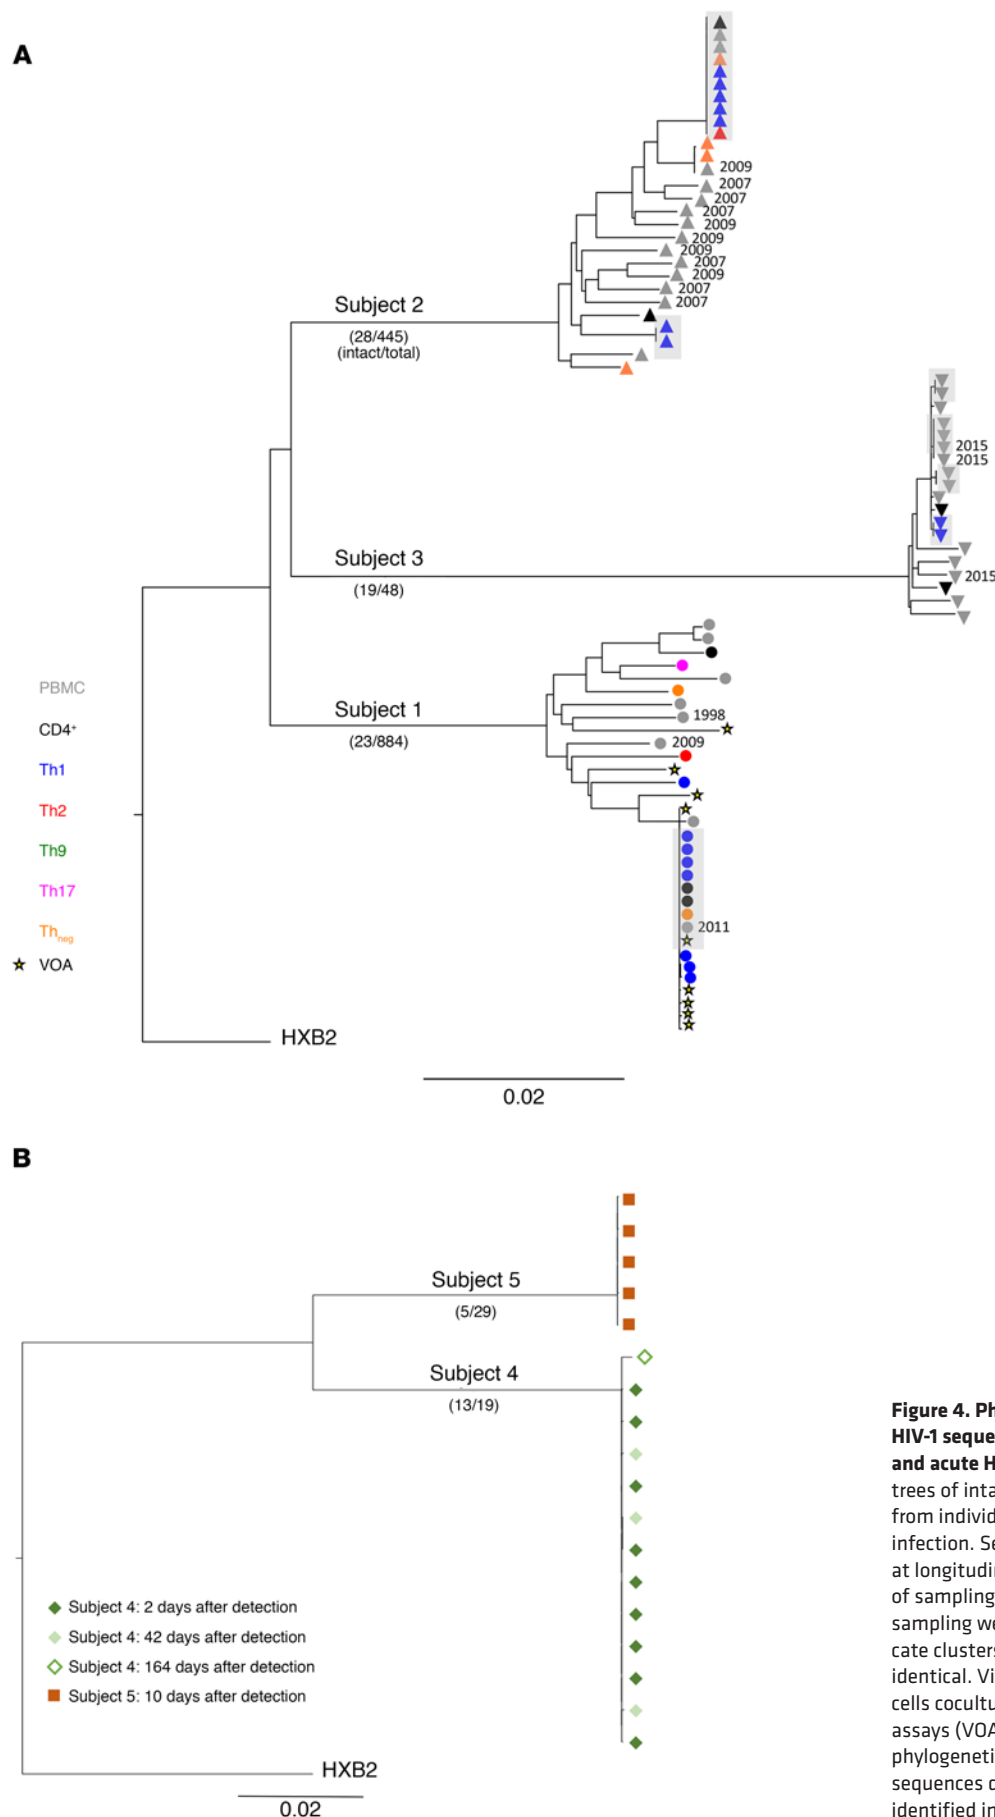 A
2009
2007
2007
2007
2009
2009
2009
2007
2009
2007
2007
Subject 2
(28/445)
(intact/total)
2015
2015
Subject 3
(19/48)
2015
PBMC
CD4⁺
Th1
Th2
Th9
Th17
Thneg
VOA
Subject 1
(23/884)
1998
2009
2011
HXB2
0.02
B
Subject 5
(5/29)
Subject 4
(13/19)
Subject 4: 2 days after detection
Subject 4: 42 days after detection
Subject 4: 164 days after detection
Subject 5: 10 days after detection
HXB2
0.02
Figure 4. Ph
HIV-1 seque
and acute H
trees of inta
from individ
infection. Se
at longitudin
of sampling
sampling we
cate clusters
identical. Vi
cells cocultu
assays (VOA
phylogeneti
sequences o
identified in